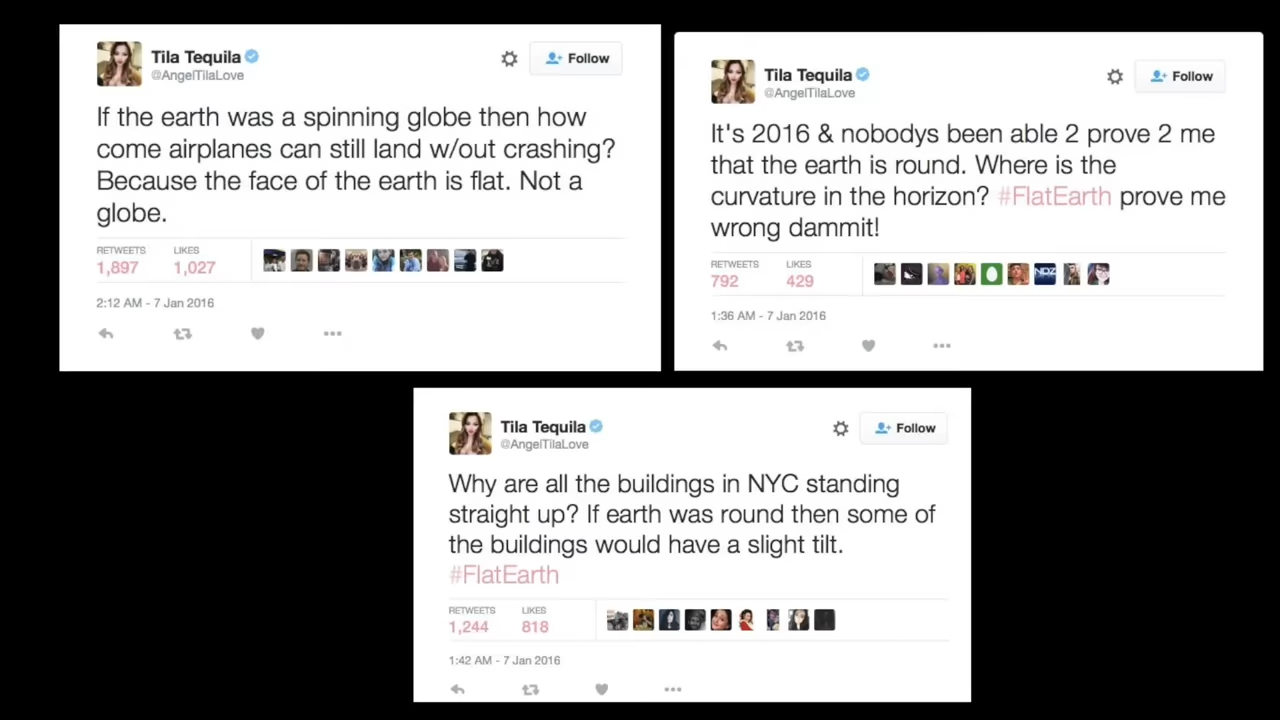 Tila Tequila
@AngelTilaLove
Follow
If the earth was a spinning globe then how
come airplanes can still land w/out crashing?
Because the face of the earth is flat. Not a
globe.
RETWEETS LIKES
1,897 1,027
2:12 AM - 7 Jan 2016
Tila Tequila
@AngelTilaLove
Follow
It's 2016 & nobodys been able 2 prove 2 me
that the earth is round. Where is the
curvature in the horizon? #FlatEarth prove me
wrong dammit!
RETWEETS LIKES
792 429
NDZ
1:36 AM - 7 Jan 2016
Tila Tequila
@AngelTilaLove
Follow
Why are all the buildings in NYC standing
straight up? If earth was round then some of
the buildings would have a slight tilt.
#FlatEarth
RETWEETS LIKES
1,244 818
1:42 AM - 7 Jan 2016